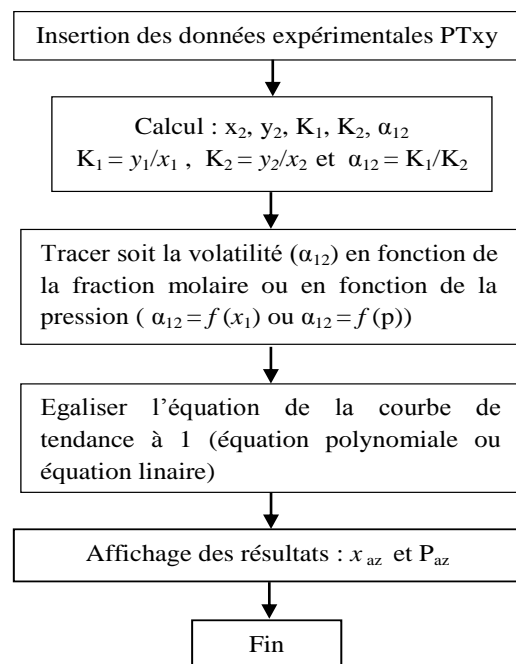 Insertion des données expérimentales PTxy
Calcul : x₂, y₂, K₁, K₂, α₁₂
K₁ = y₁/x₁ , K₂ = y₂/x₂ et α₁₂ = K₁/K₂
Tracer soit la volatilité (α₁₂) en fonction de
la fraction molaire ou en fonction de la
pression ( α₁₂ = f (x₁) ou α₁₂ = f (p))
Egaliser l’équation de la courbe de
tendance à 1 (équation polynomiale ou
équation linaire)
Affichage des résultats : x az et Paz
Fin